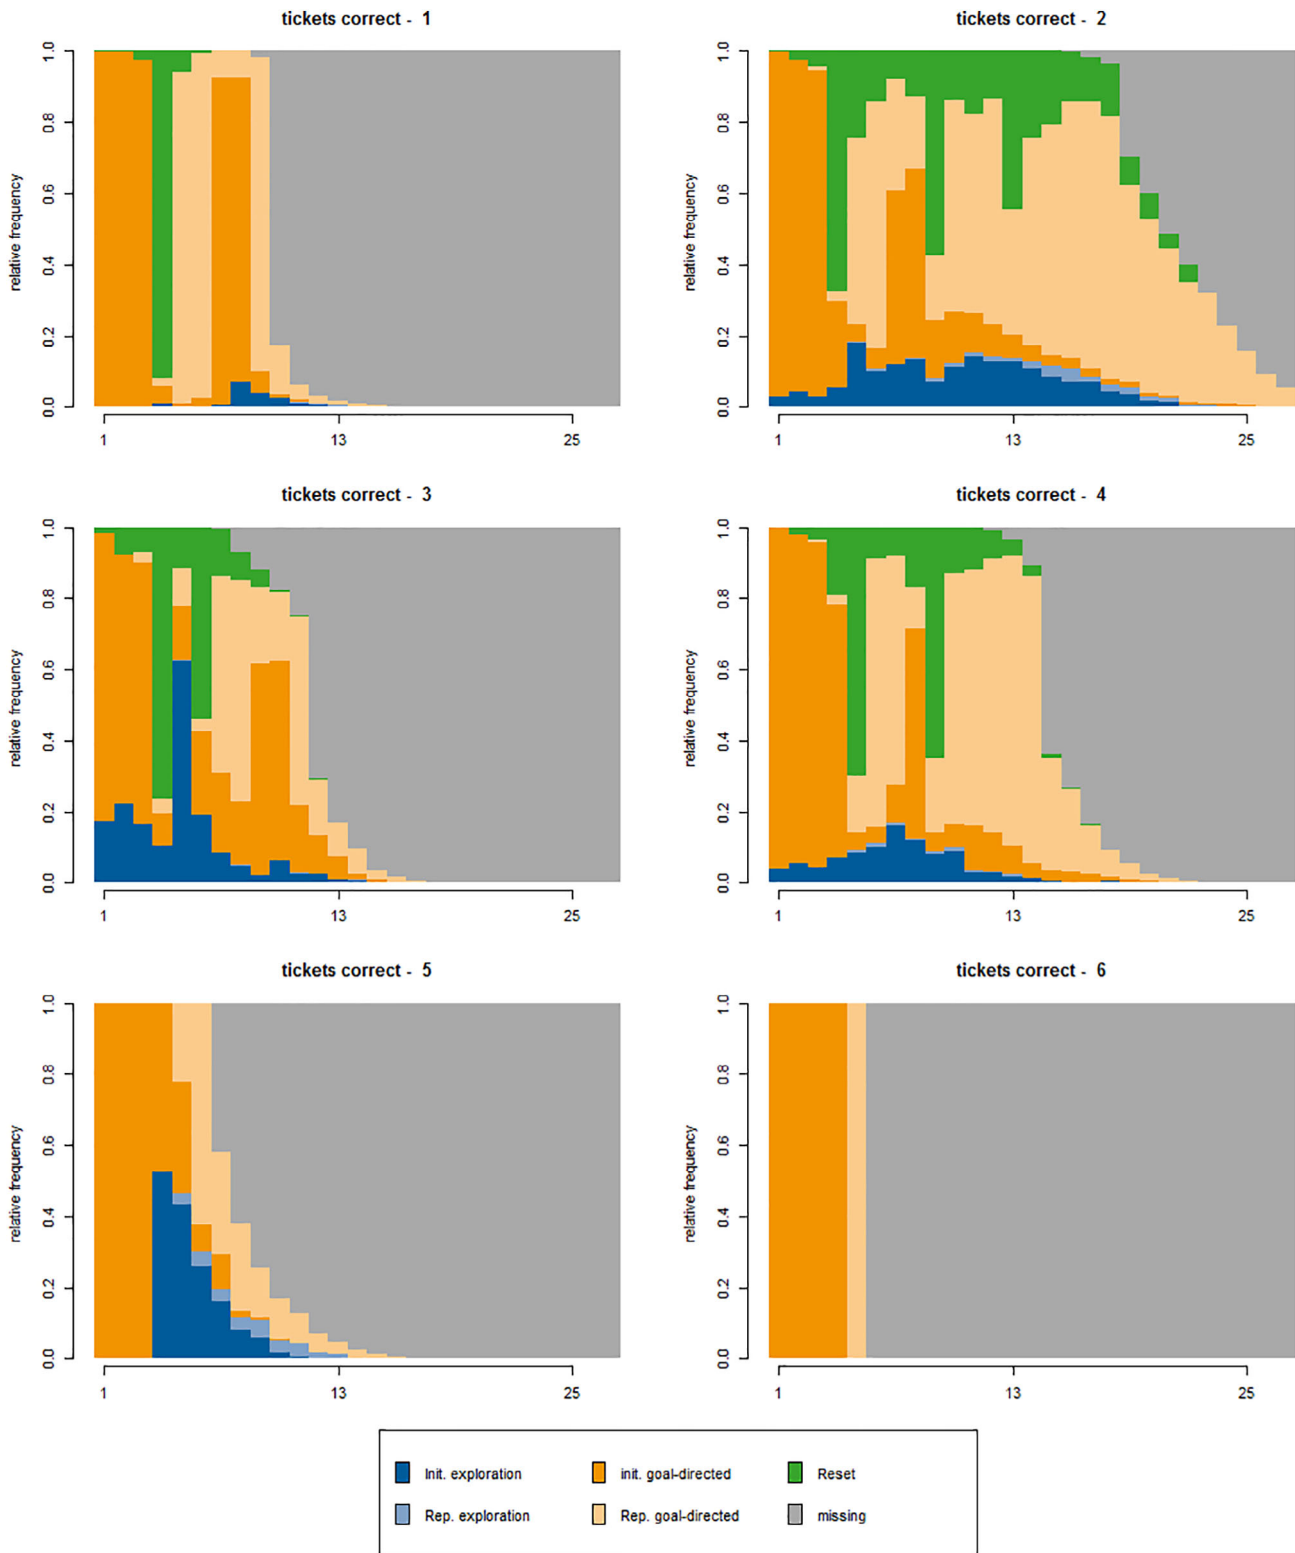 tickets correct - 1
tickets correct - 2
relative frequency
0.0 0.2 0.4 0.6 0.8 1.0
1 13 25
relative frequency
0.0 0.2 0.4 0.6 0.8 1.0
1 13 25
tickets correct - 3
tickets correct - 4
relative frequency
0.0 0.2 0.4 0.6 0.8 1.0
1 13 25
relative frequency
0.0 0.2 0.4 0.6 0.8 1.0
1 13 25
tickets correct - 5
tickets correct - 6
relative frequency
0.0 0.2 0.4 0.6 0.8 1.0
1 13 25
relative frequency
0.0 0.2 0.4 0.6 0.8 1.0
1 13 25
Init. exploration
init. goal-directed
Reset
Rep. exploration
Rep. goal-directed
missing